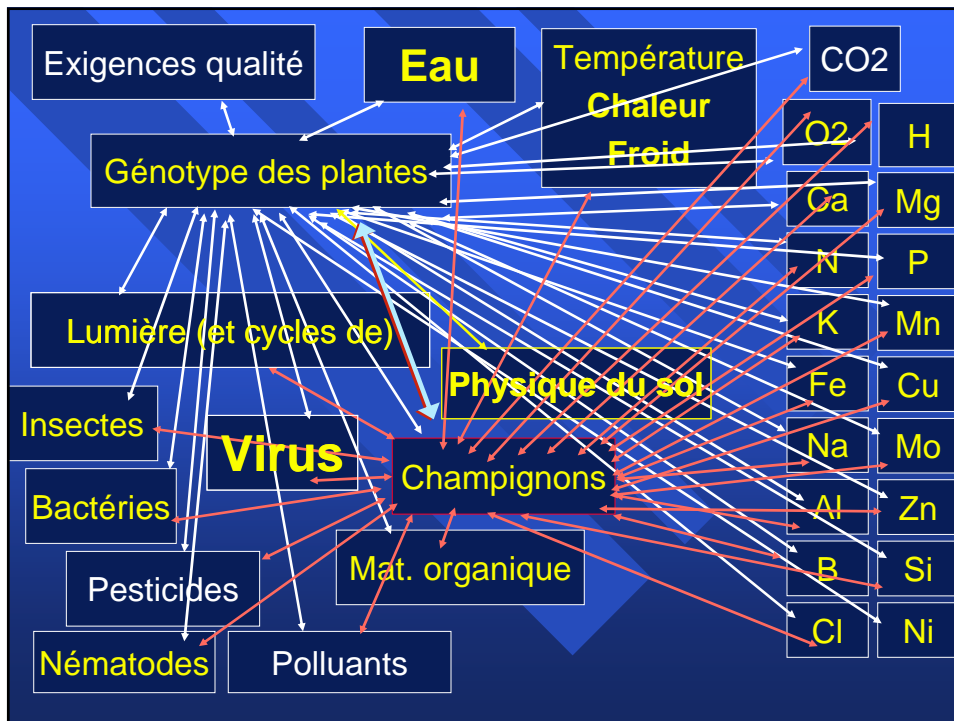 Exigences qualité
Eau
Température
Chaleur
Froid
CO2
O2
H
Génotype des plantes
Ca
Mg
N
P
Lumière (et cycles de)
K
Mn
Physique du sol
Fe
Cu
Insectes
Virus
Na
Mo
Champignons
Bactéries
Al
Zn
Pesticides
Mat. organique
B
Si
Nématodes
Polluants
Cl
Ni